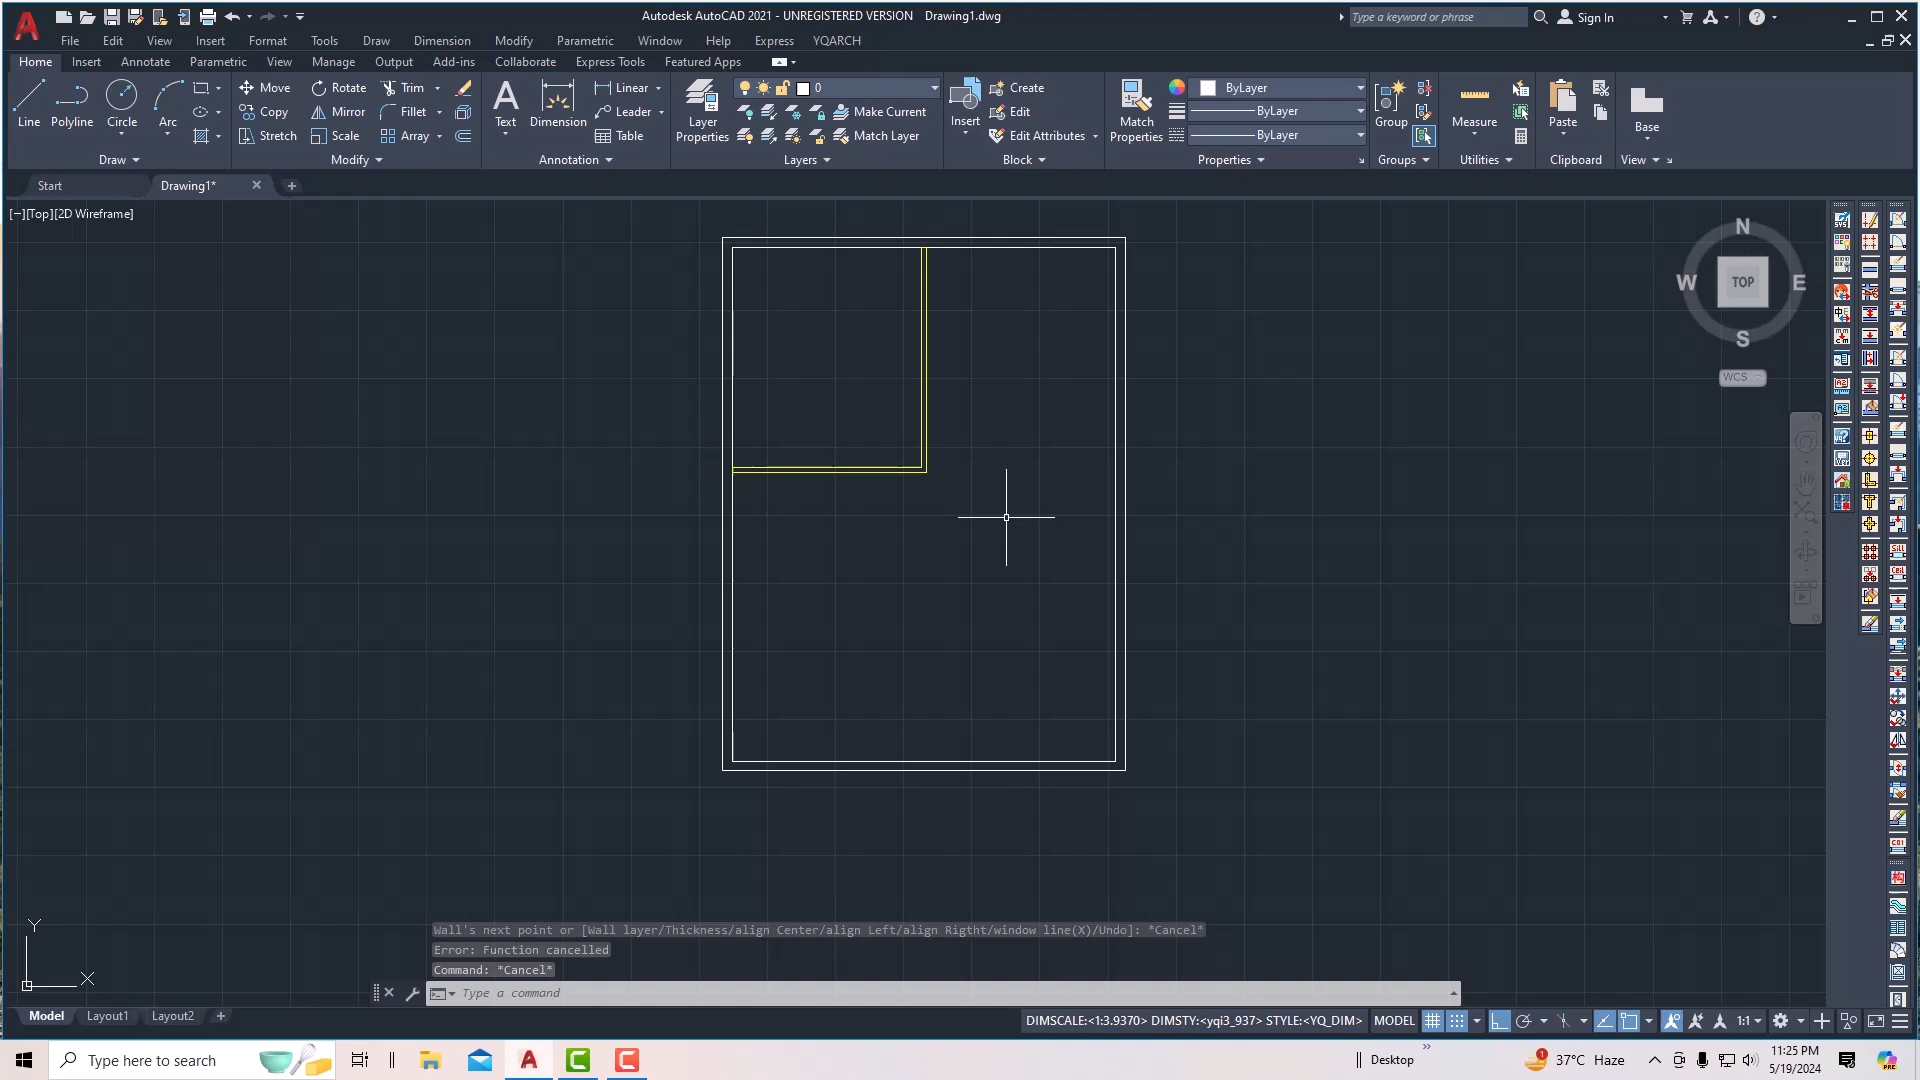 Autodesk AutoCAD 2021 - UNREGISTERED VERSION Drawing1.dwg
Type a keyword or phrase
Sign In
File Edit View Insert Format Tools Draw Dimension Modify Parametric Window Help Express YQARCH
Home Insert Annotate Parametric View Manage Output Add-ins Collaborate Express Tools Featured Apps
Line Polyline Circle Arc
Move Rotate Trim
Copy Mirror Fillet
Stretch Scale Array
Text Dimension
Linear
Leader
Table
Layer Properties
0
Make Current
Match Layer
Insert
Create
Edit
Edit Attributes
Match Properties
ByLayer
ByLayer
ByLayer
Group
Measure
Paste
Base
Draw Modify Annotation Layers Block Properties Groups Utilities Clipboard View
Start Drawing1*
[−][Top][2D Wireframe]
N
W TOP E
S
WCS
Sill
Ceil
C01
Y
X
Wall's next point or [Wall layer/Thickness/align Center/align Left/align Rigtht/window line(X)/Undo]: *Cancel*
Error: Function cancelled
Command: *Cancel*
Type a command
Model Layout1 Layout2
DIMSCALE:<1:3.9370> DIMSTY:<yqi3_937> STYLE:<YQ_DIM> MODEL
1:1
Type here to search
Desktop
1
37°C Haze
11:25 PM
5/19/2024